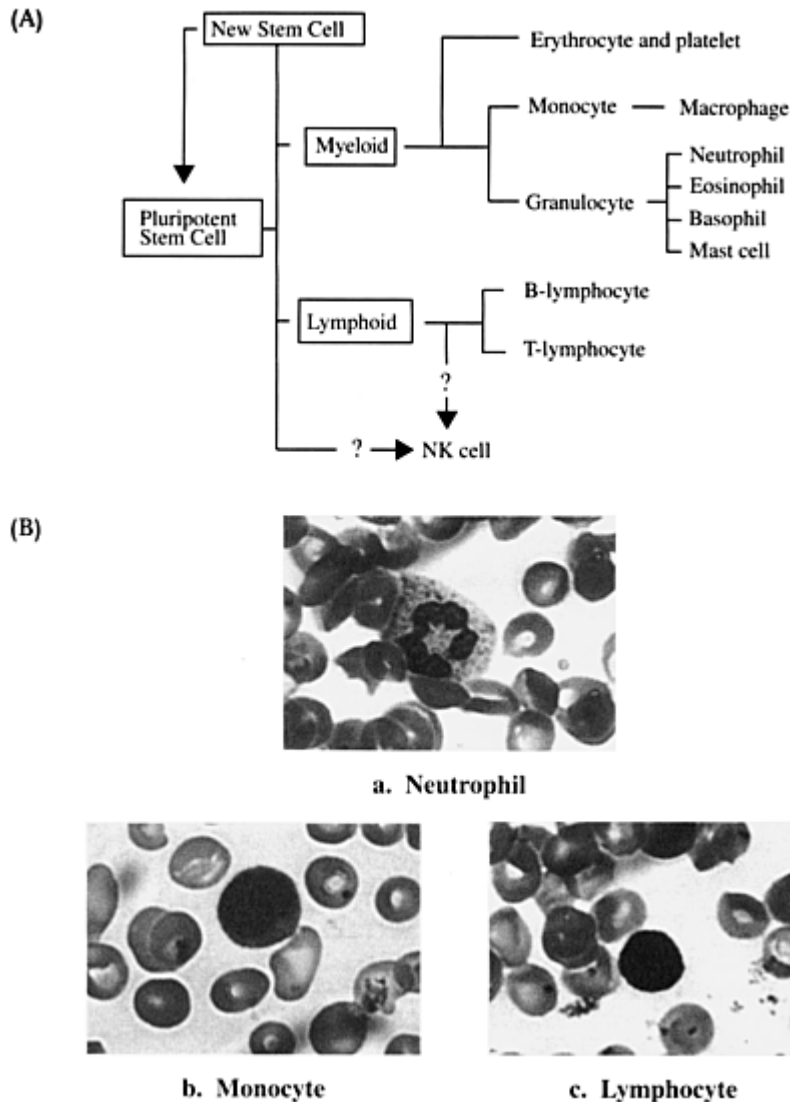 (A)
New Stem Cell
Erythrocyte and platelet
Monocyte
Macrophage
Myeloid
Neutrophil
Granulocyte
Eosinophil
Basophil
Mast cell
Pluripotent
Stem Cell
B-lymphocyte
Lymphoid
T-lymphocyte
?
? NK cell
(B)
a. Neutrophil
b. Monocyte
c. Lymphocyte